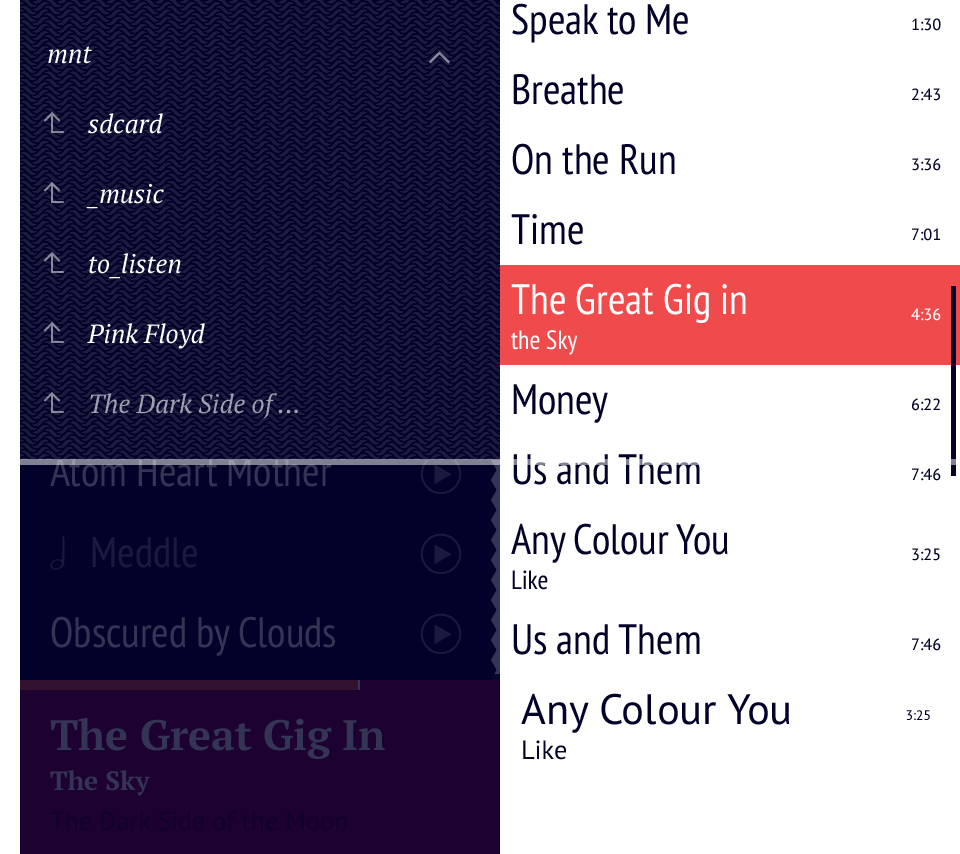 mnt
sdcard
_music
to_listen
Pink Floyd
The Dark Side of ...
Atom Heart Mother
Meddle
Obscured by Clouds
The Great Gig In
The Sky
The Dark Side of the Moon
Speak to Me
1:30
Breathe
2:43
On the Run
3:36
Time
7:01
The Great Gig in
the Sky
4:36
Money
6:22
Us and Them
7:46
Any Colour You
Like
3:25
Us and Them
7:46
Any Colour You
Like
3:25